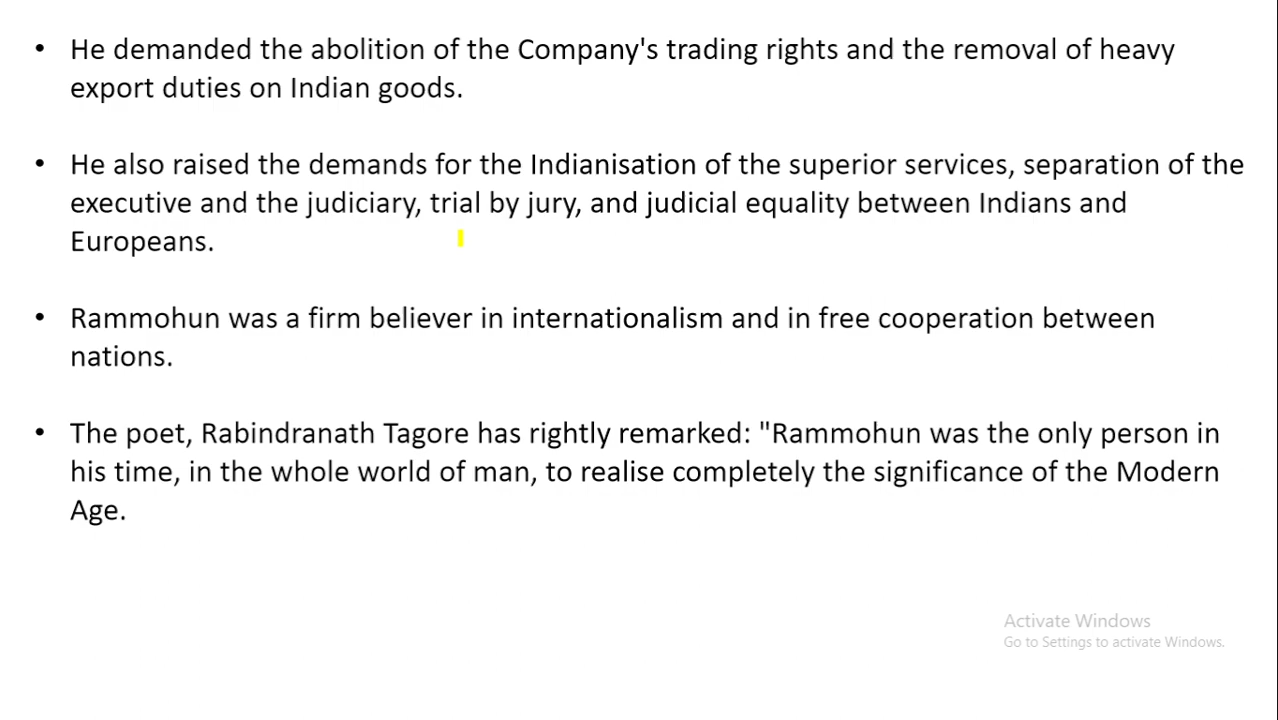 • He demanded the abolition of the Company's trading rights and the removal of heavy
export duties on Indian goods.
• He also raised the demands for the Indianisation of the superior services, separation of the
executive and the judiciary, trial by jury, and judicial equality between Indians and
Europeans.
• Rammohun was a firm believer in internationalism and in free cooperation between
nations.
• The poet, Rabindranath Tagore has rightly remarked: "Rammohun was the only person in
his time, in the whole world of man, to realise completely the significance of the Modern
Age.
Activate Windows
Go to Settings to activate Windows.